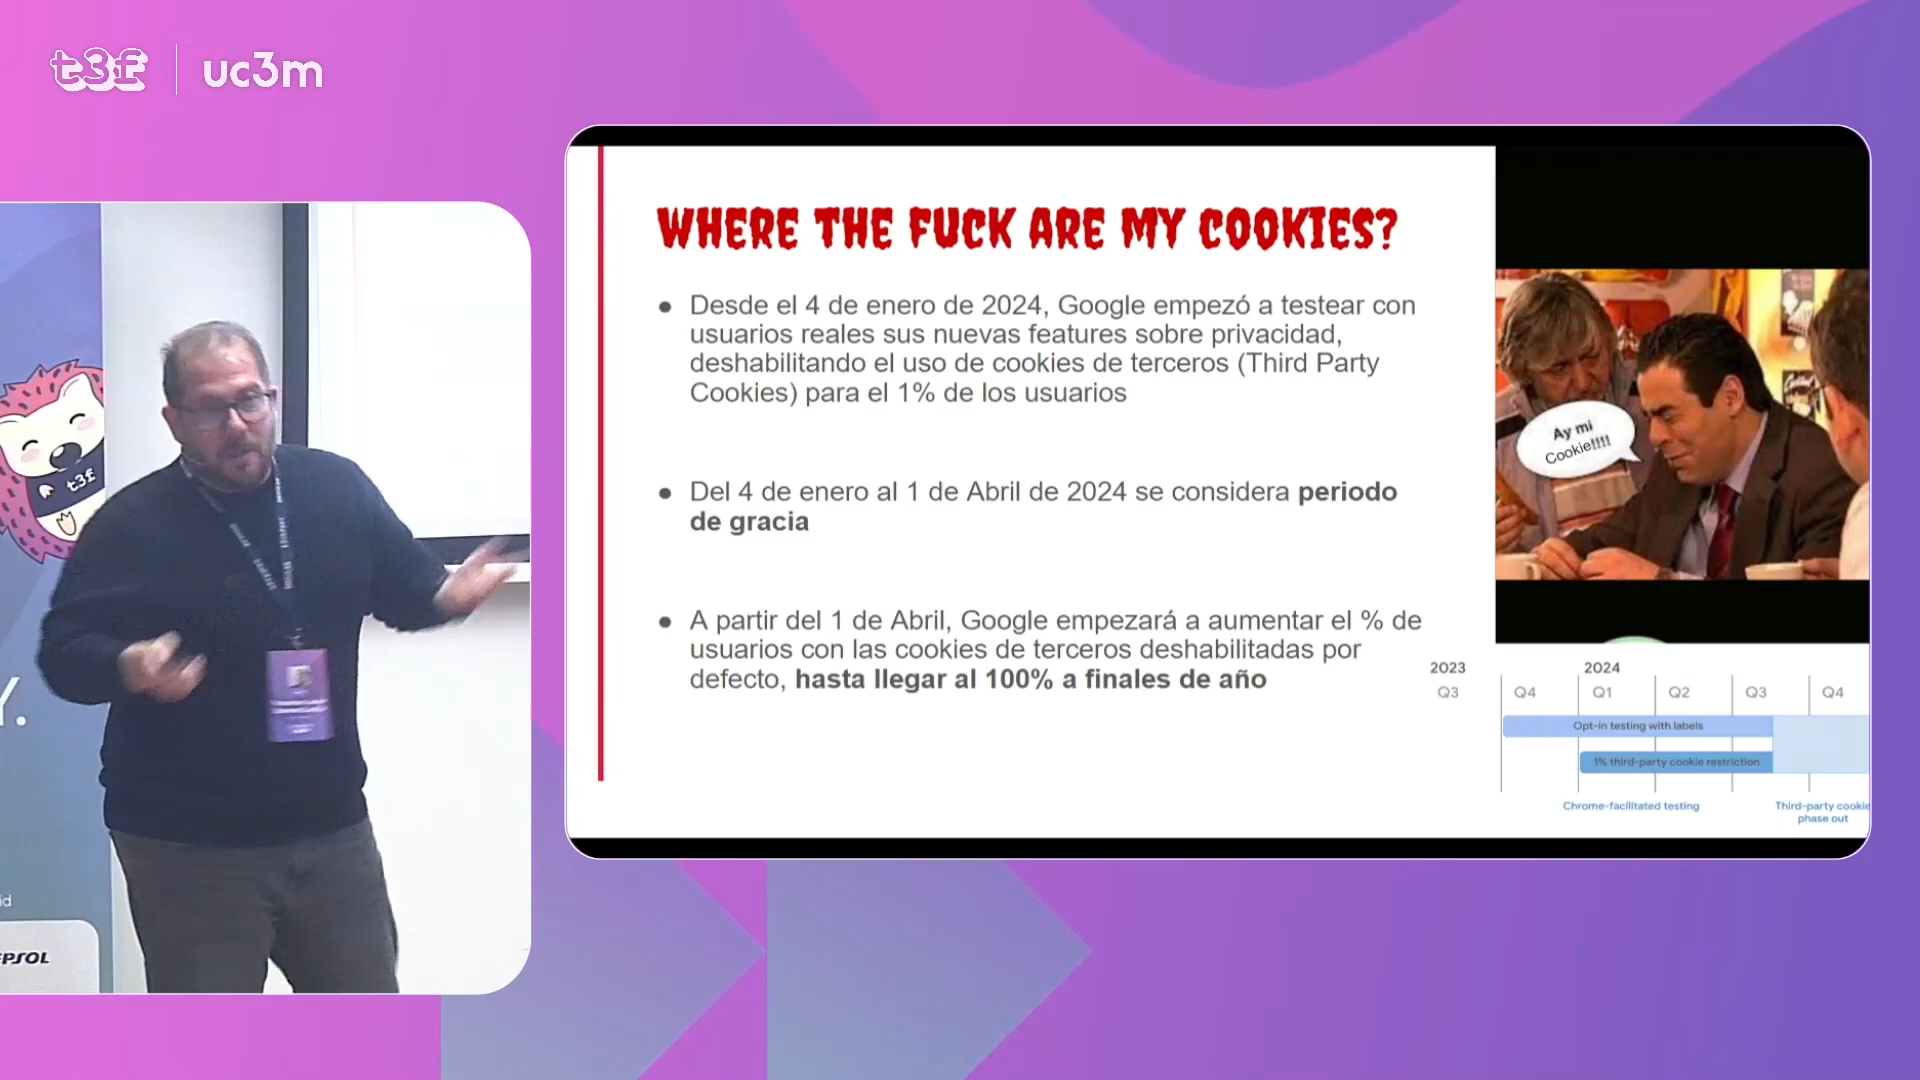 t3f
uc3m
WHERE THE FUCK ARE MY COOKIES?
● Desde el 4 de enero de 2024, Google empezó a testear con
usuarios reales sus nuevas features sobre privacidad,
deshabilitando el uso de cookies de terceros (Third Party
Cookies) para el 1% de los usuarios
● Del 4 de enero al 1 de Abril de 2024 se considera periodo
de gracia
● A partir del 1 de Abril, Google empezará a aumentar el % de
usuarios con las cookies de terceros deshabilitadas por
defecto, hasta llegar al 100% a finales de año
Ay mi
Cookie!!!!
2023 2024
Q3 Q4 Q1 Q2 Q3 Q4
Opt-in testing with labels
1% third-party cookie restriction
Chrome-facilitated testing
Third-party cookie
phase out
t3f
Y.
id
EPSOL